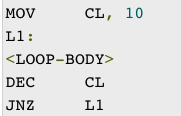 MOV CL, 10
L1:
<LOOP-BODY>
DEC CL
JNZ L1